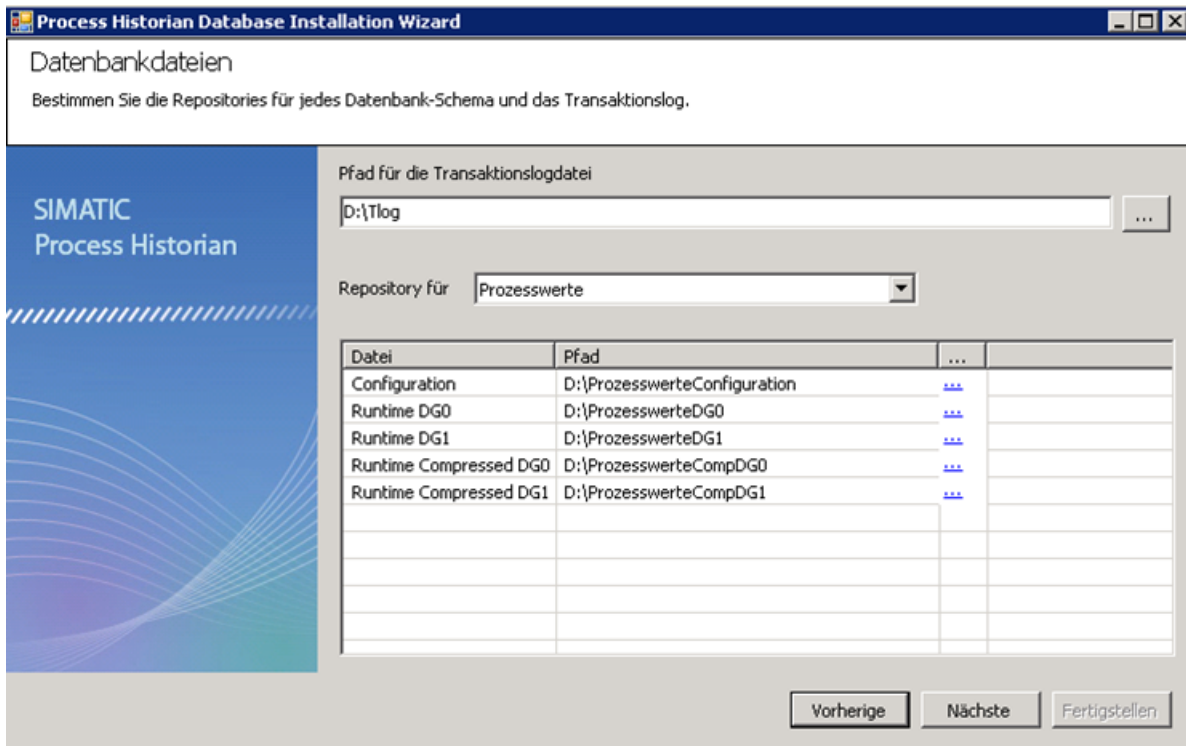 Process Historian Database Installation Wizard
Datenbankdateien
Bestimmen Sie die Repositories für jedes Datenbank-Schema und das Transaktionslog.
SIMATIC
Process Historian
Pfad für die Transaktionslogdatei
D:\Tlog
...
Repository für Prozesswerte
Datei Pfad ...
Configuration D:\ProzesswerteConfiguration ...
Runtime DG0 D:\ProzesswerteDG0 ...
Runtime DG1 D:\ProzesswerteDG1 ...
Runtime Compressed DG0 D:\ProzesswerteCompDG0 ...
Runtime Compressed DG1 D:\ProzesswerteCompDG1 ...
Vorherige Nächste Fertigstellen